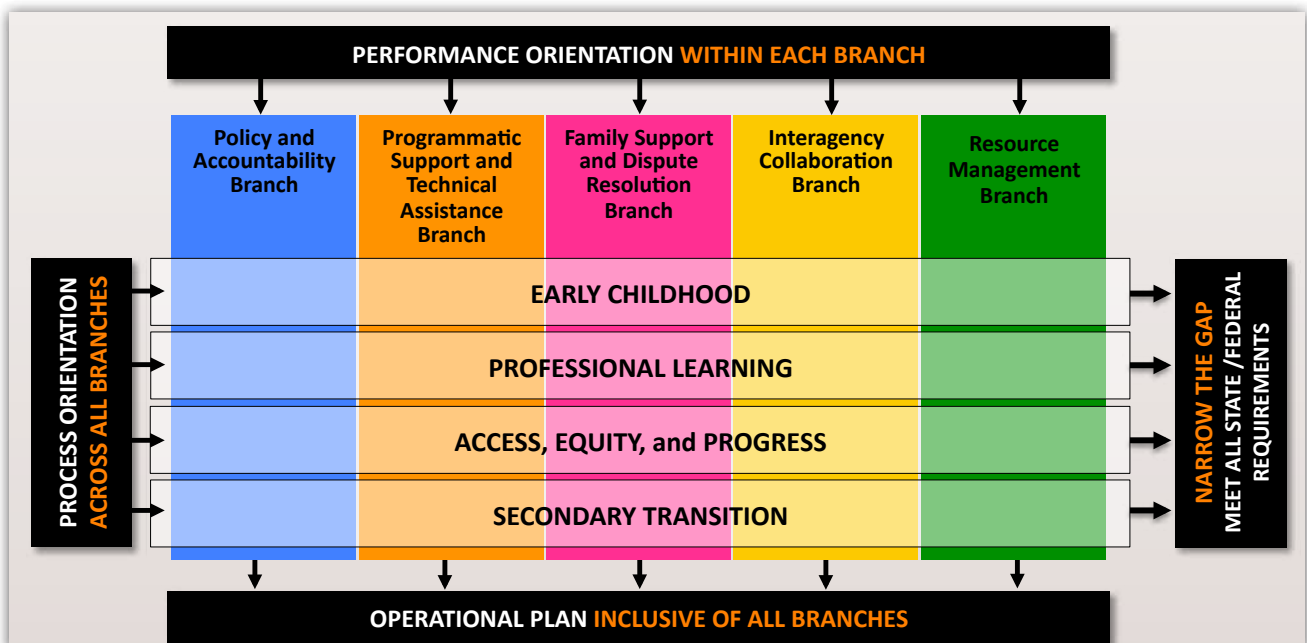 PERFORMANCE ORIENTATION WITHIN EACH BRANCH
Policy and
Accountability
Branch
Programmatic
Support and
Technical
Assistance
Branch
Family Support
and Dispute
Resolution
Branch
Interagency
Collaboration
Branch
Resource
Management
Branch
PROCESS ORIENTATION
ACROSS ALL BRANCHES
EARLY CHILDHOOD
PROFESSIONAL LEARNING
ACCESS, EQUITY, and PROGRESS
SECONDARY TRANSITION
NARROW THE GAP
MEET ALL STATE /FEDERAL
REQUIREMENTS
OPERATIONAL PLAN INCLUSIVE OF ALL BRANCHES